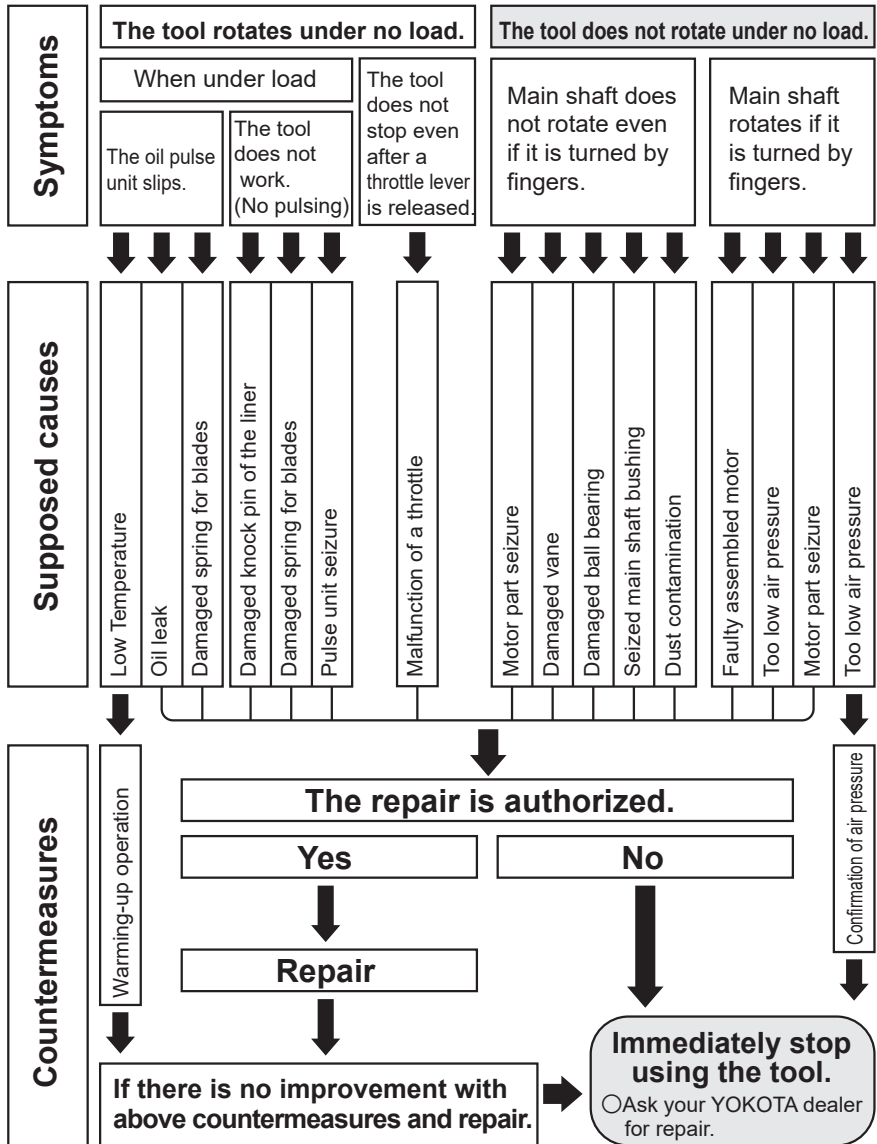 Symptoms
The tool rotates under no load.
The tool does not rotate under no load.
When under load
The oil pulse
unit slips.
The tool
does not
work.
(No pulsing)
The tool
does not
stop even
after a
throttle lever
is released.
Main shaft does
not rotate even
if it is turned by
fingers.
Main shaft
rotates if it
is turned by
fingers.
Supposed causes
Low Temperature
Oil leak
Damaged spring for blades
Damaged knock pin of the liner
Damaged spring for blades
Pulse unit seizure
Malfunction of a throttle
Motor part seizure
Damaged vane
Damaged ball bearing
Seized main shaft bushing
Dust contamination
Faulty assembled motor
Too low air pressure
Motor part seizure
Too low air pressure
Countermeasures
Warming-up operation
The repair is authorized.
Yes
No
Repair
Confirmation of air pressure
If there is no improvement with
above countermeasures and repair.
Immediately stop
using the tool.
○Ask your YOKOTA dealer
for repair.